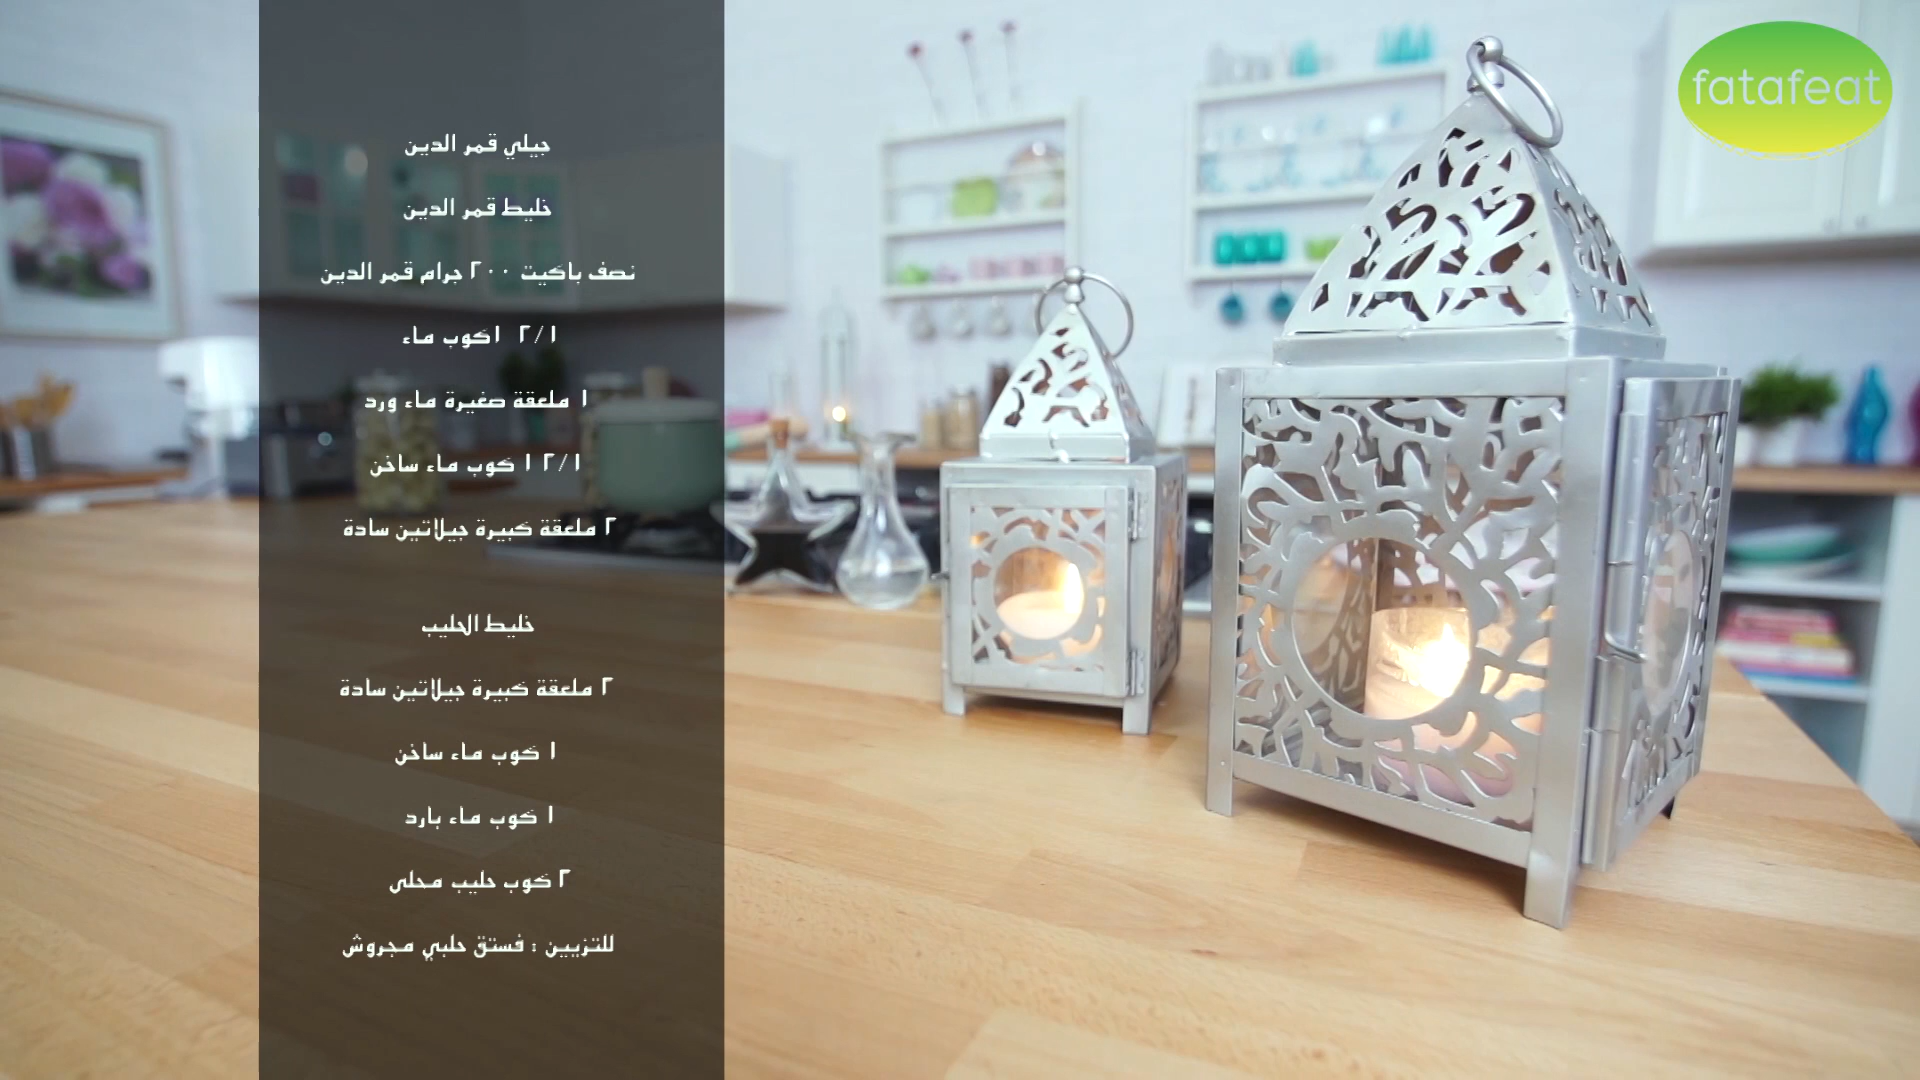 fatafeat
جيلي قمر الدين
خليط قمر الدين
نصف باكيت ٢٠٠ جرام قمر الدين
٢/١ ١كوب ماء
١ ملعقة صغيرة ماء ورد
٢/١ ١ كوب ماء ساخن
٢ ملعقة كبيرة جيلاتين سادة
خليط الحليب
٢ ملعقة كبيرة جيلاتين سادة
١ كوب ماء ساخن
١ كوب ماء بارد
٢ كوب حليب محلى
للتزيين : فستق حلبي مجروش